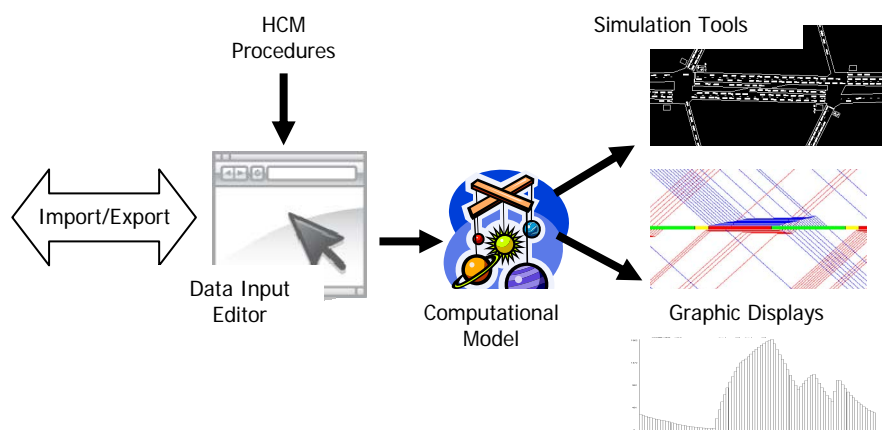 HCM
Procedures
Simulation Tools
Import/Export
Data Input
Editor
Computational
Model
Graphic Displays